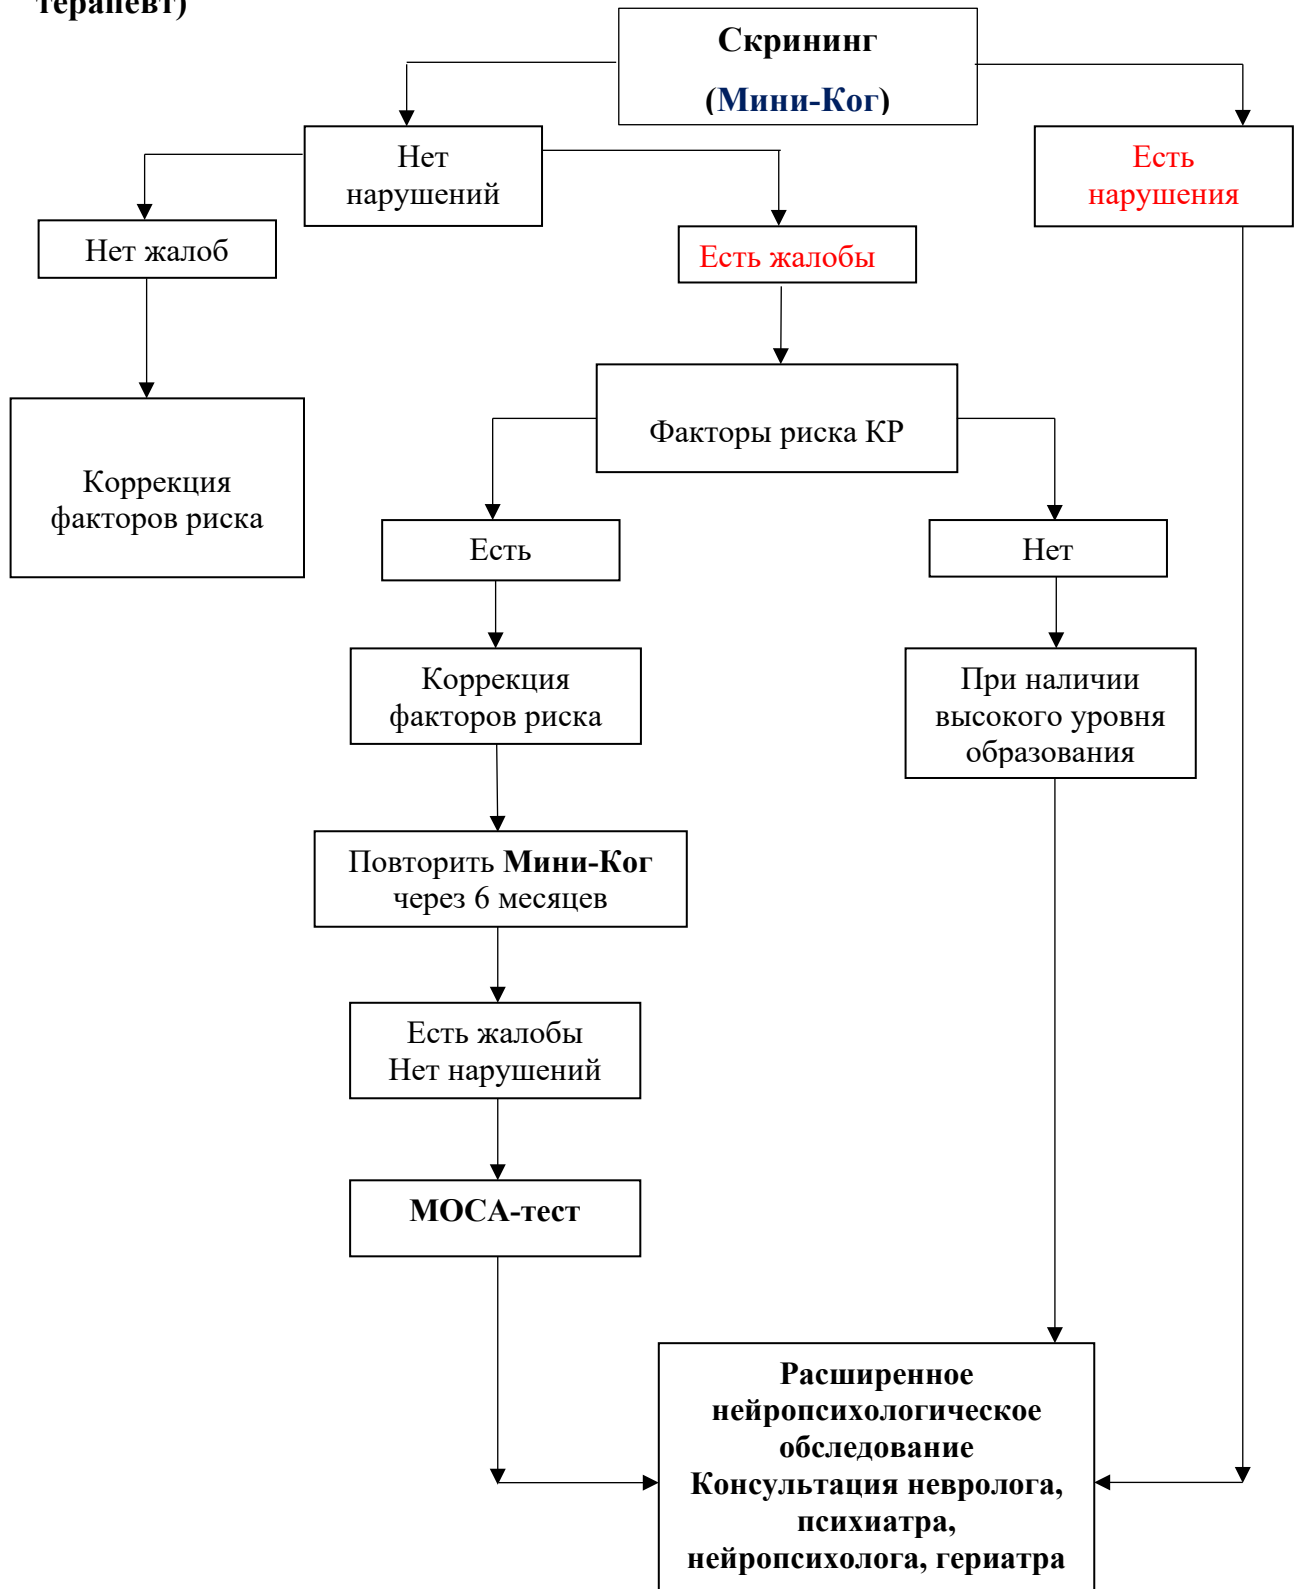 терапевт)
Скрининг
(Мини-Ког)
Нет
нарушений
Есть
нарушения
Нет жалоб
Есть жалобы
Коррекция
факторов риска
Факторы риска КР
Есть
Нет
Коррекция
факторов риска
При наличии
высокого уровня
образования
Повторить Мини-Ког
через 6 месяцев
Есть жалобы
Нет нарушений
МОСА-тест
Расширенное
нейропсихологическое
обследование
Консультация невролога,
психиатра,
нейропсихолога, гериатра